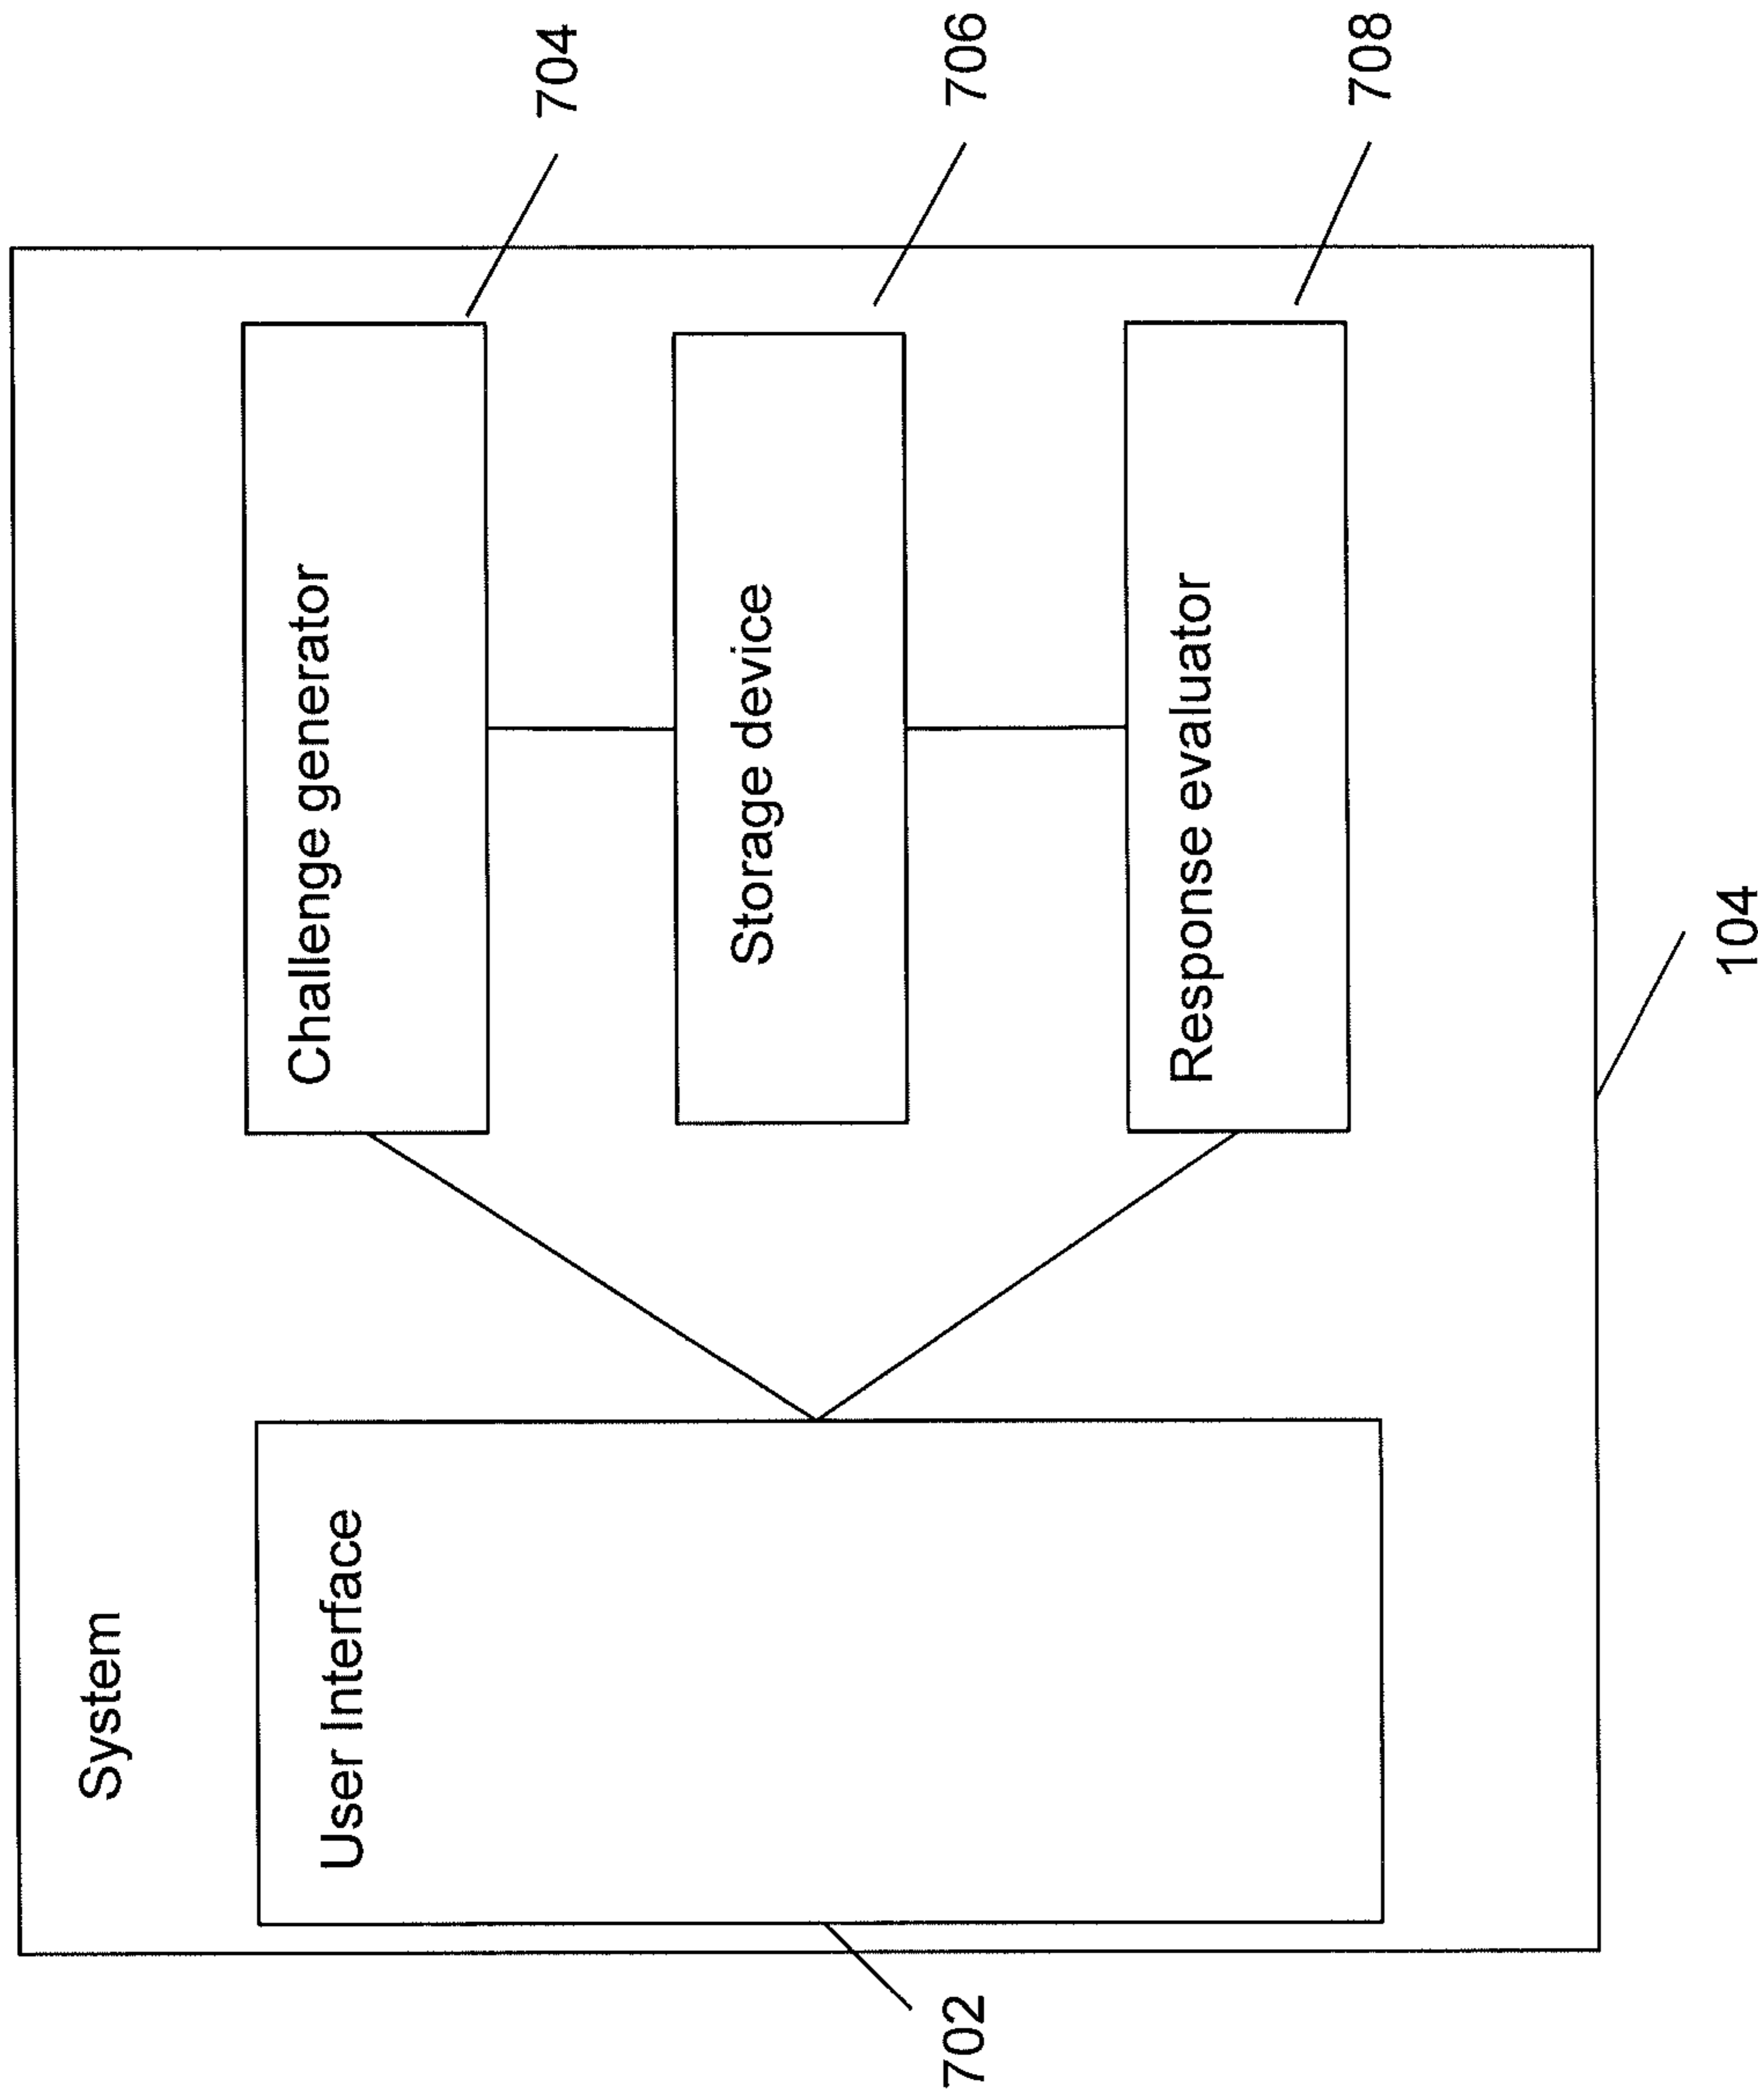 System
User Interface
702
Challenge generator
704
Storage device
706
Response evaluator
708
104